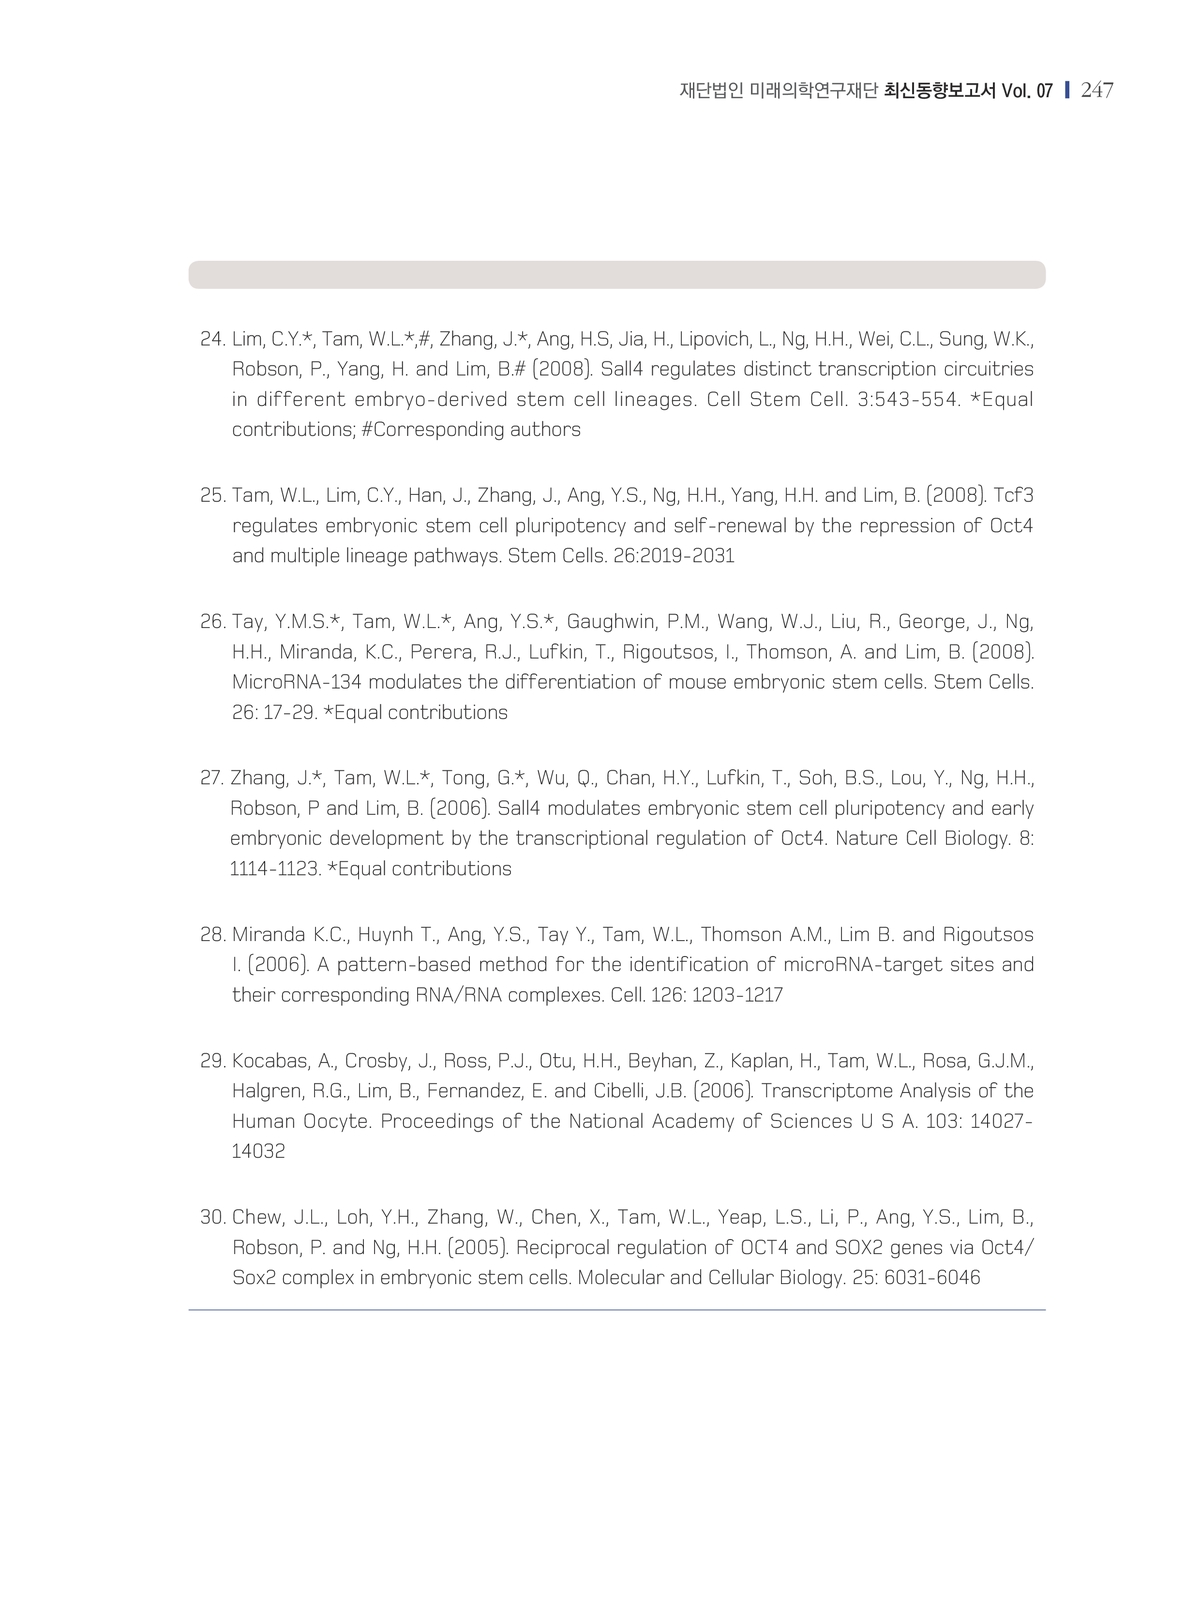 재단법인 미래의학연구재단 최신동향보고서 Vol. 07 247
24. Lim, C.Y.*, Tam, W.L.*,#, Zhang, J.*, Ang, H.S, Jia, H., Lipovich, L., Ng, H.H., Wei, C.L., Sung, W.K.,
Robson, P., Yang, H. and Lim, B.# (2008). Sall4 regulates distinct transcription circuitries
in different embryo-derived stem cell lineages. Cell Stem Cell. 3:543-554. *Equal
contributions; #Corresponding authors
25. Tam, W.L., Lim, C.Y., Han, J., Zhang, J., Ang, Y.S., Ng, H.H., Yang, H.H. and Lim, B. (2008). Tcf3
regulates embryonic stem cell pluripotency and self-renewal by the repression of Oct4
and multiple lineage pathways. Stem Cells. 26:2019-2031
26. Tay, Y.M.S.*, Tam, W.L.*, Ang, Y.S.*, Gaughwin, P.M., Wang, W.J., Liu, R., George, J., Ng,
H.H., Miranda, K.C., Perera, R.J., Lufkin, T., Rigoutsos, I., Thomson, A. and Lim, B. (2008).
MicroRNA-134 modulates the differentiation of mouse embryonic stem cells. Stem Cells.
26: 17-29. *Equal contributions
27. Zhang, J.*, Tam, W.L.*, Tong, G.*, Wu, Q., Chan, H.Y., Lufkin, T., Soh, B.S., Lou, Y., Ng, H.H.,
Robson, P and Lim, B. (2006). Sall4 modulates embryonic stem cell pluripotency and early
embryonic development by the transcriptional regulation of Oct4. Nature Cell Biology. 8:
1114-1123. *Equal contributions
28. Miranda K.C., Huynh T., Ang, Y.S., Tay Y., Tam, W.L., Thomson A.M., Lim B. and Rigoutsos
I. (2006). A pattern-based method for the identification of microRNA-target sites and
their corresponding RNA/RNA complexes. Cell. 126: 1203-1217
29. Kocabas, A., Crosby, J., Ross, P.J., Otu, H.H., Beyhan, Z., Kaplan, H., Tam, W.L., Rosa, G.J.M.,
Halgren, R.G., Lim, B., Fernandez, E. and Cibelli, J.B. (2006). Transcriptome Analysis of the
Human Oocyte. Proceedings of the National Academy of Sciences U S A. 103: 14027-
14032
30. Chew, J.L., Loh, Y.H., Zhang, W., Chen, X., Tam, W.L., Yeap, L.S., Li, P., Ang, Y.S., Lim, B.,
Robson, P. and Ng, H.H. (2005). Reciprocal regulation of OCT4 and SOX2 genes via Oct4/
Sox2 complex in embryonic stem cells. Molecular and Cellular Biology. 25: 6031-6046